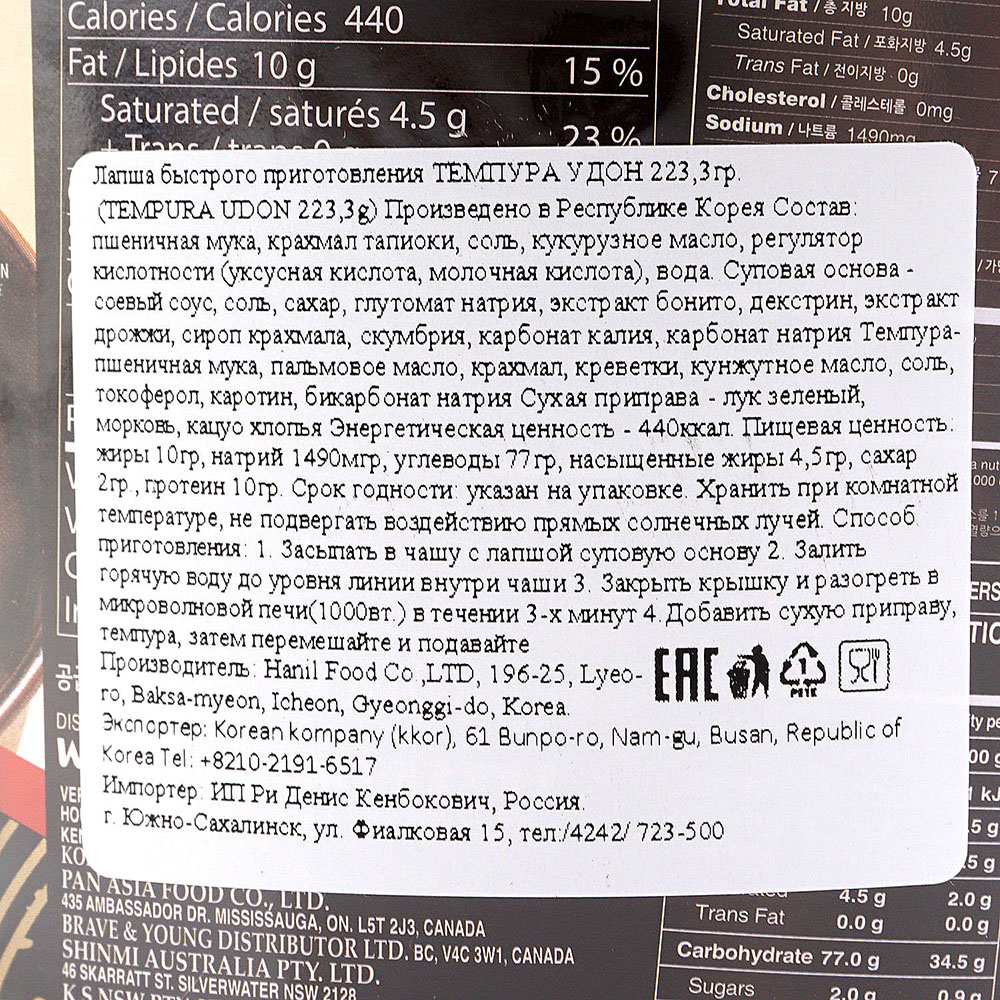 Calories / Calories 440
Fat / Lipides 10 g 15 %
Saturated / saturés 4.5 g
+ Trans / trans 0 g 23 %
Total Fat / 총 지방 10g
Saturated Fat / 포화지방 4.5g
Trans Fat / 전이지방 0g
Cholesterol / 콜레스테롤 0mg
Sodium / 나트륨 1490mg
Лапша быстрого приготовления ТЕМПУРА УДОН 223,3гр.
(TEMPURA UDON 223,3g) Произведено в Республике Корея Состав:
пшеничная мука, крахмал тапиоки, соль, кукурузное масло, регулятор
кислотности (уксусная кислота, молочная кислота), вода. Суповая основа -
соевый соус, соль, сахар, глутомат натрия, экстракт бонито, декстрин, экстракт
дрожжи, сироп крахмала, скумбрия, карбонат калия, карбонат натрия Темпура-
пшеничная мука, пальмовое масло, крахмал, креветки, кунжутное масло, соль,
токоферол, каротин, бикарбонат натрия Сухая приправа - лук зеленый,
морковь, кацуо хлопья Энергетическая ценность - 440ккал. Пищевая ценность:
жиры 10гр, натрий 1490мгр, углеводы 77гр, насыщенные жиры 4,5гр, сахар
2гр., протеин 10гр. Срок годности: указан на упаковке. Хранить при комнатной
температуре, не подвергать воздействию прямых солнечных лучей. Способ
приготовления: 1. Засыпать в чашу с лапшой суповую основу 2. Залить
горячую воду до уровня линии внутри чаши 3. Закрыть крышку и разогреть в
микроволновой печи(1000вт.) в течении 3-х минут 4. Добавить сухую приправу,
темпура, затем перемешайте и подавайте
Производитель: Hanil Food Co.,LTD, 196-25, Lyeo-
ro, Baksa-myeon, Icheon, Gyeonggi-do, Korea.
EAC 1 PETE
Экспортер: Korean kompany (kkor), 61 Bunpo-ro, Nam-gu, Busan, Republic of
Korea Tel: +8210-2191-6517
Импортер: ИП Ри Денис Кенбокович, Россия.
г. Южно-Сахалинск, ул. Фиалковая 15, тел:/4242/ 723-500
PAN ASIA FOOD CO., LTD.
435 AMBASSADOR DR. MISSISSAUGA, ON. L5T 2J3, CANADA
BRAVE & YOUNG DISTRIBUTOR LTD. BC, V4C 3W1, CANADA
SHINMI AUSTRALIA PTY. LTD.
46 SKARRATT ST. SILVERWATER NSW 2128
4.5 g 2.0 g
Trans Fat 0.0 g 0.0 g
Carbohydrate 77.0 g 34.5 g
Sugars 2.0 g 0.9 g